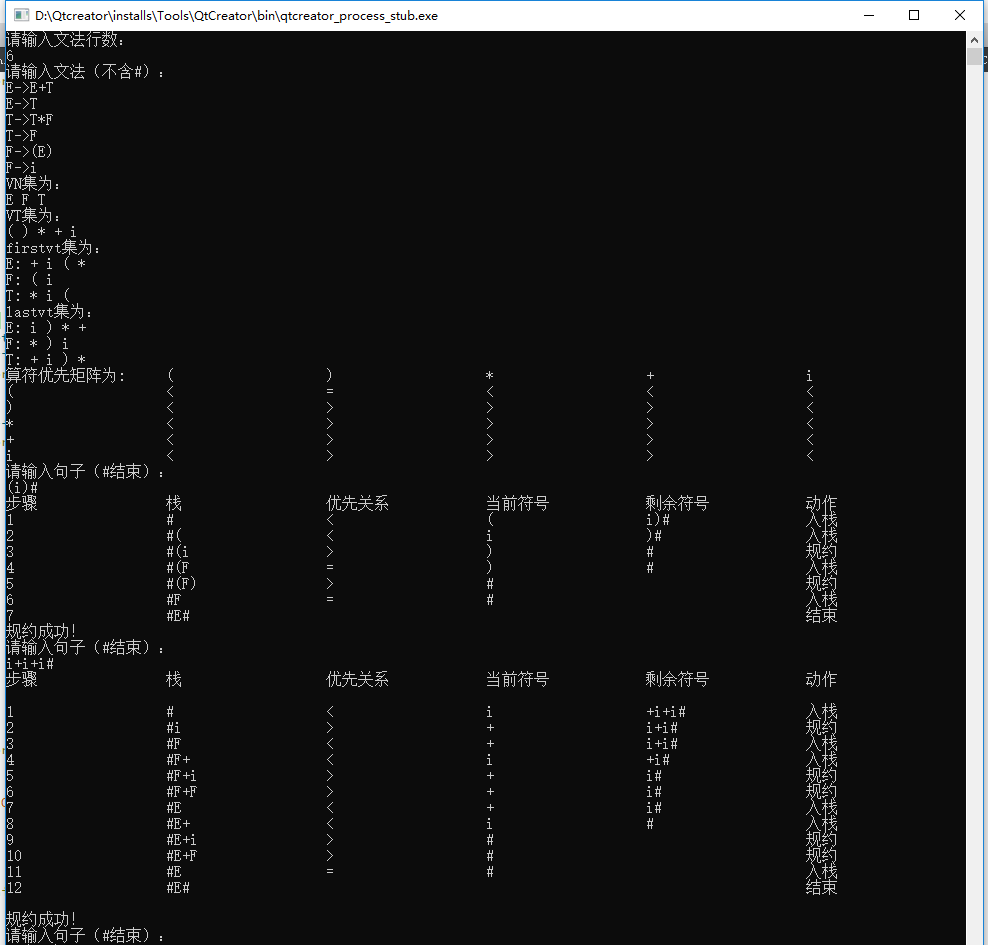 D:\Qtcreator\installs\Tools\QtCreator\bin\qtcreator_process_stub.exe
请输入文法行数:
6
请输入文法（不含#）:
E->E+T
E->T
T->T*F
T->F
F->(E)
F->i
VN集为:
E F T
VT集为:
( ) * + i
firstvt集为:
E: + i ( *
F: ( i
T: * i (
lastvt集为:
E: i ) * +
F: * ) i
T: + i ) *
算符优先矩阵为: ( ) * + i
( < = < < <
) < > > > <
* < > > > <
+ < > > > <
i < > > > <
请输入句子（#结束）:
(i)#
步骤 栈 优先关系 当前符号 剩余符号 动作
1 # < ( i)# 入栈
2 #( < i )# 入栈
3 #(i > ) # 规约
4 #(F = ) # 入栈
5 #(F) > # 规约
6 #F = # 入栈
7 #E# 结束
规约成功!
请输入句子（#结束）:
i+i+i#
步骤 栈 优先关系 当前符号 剩余符号 动作
1 # < i +i+i# 入栈
2 #i > + i+i# 规约
3 #F < + i+i# 入栈
4 #F+ < i +i# 入栈
5 #F+i > + i# 规约
6 #F+F > + i# 规约
7 #E < + i# 入栈
8 #E+ < i # 入栈
9 #E+i > # 规约
10 #E+F > # 规约
11 #E = # 入栈
12 #E# 结束
规约成功!
请输入句子（#结束）: